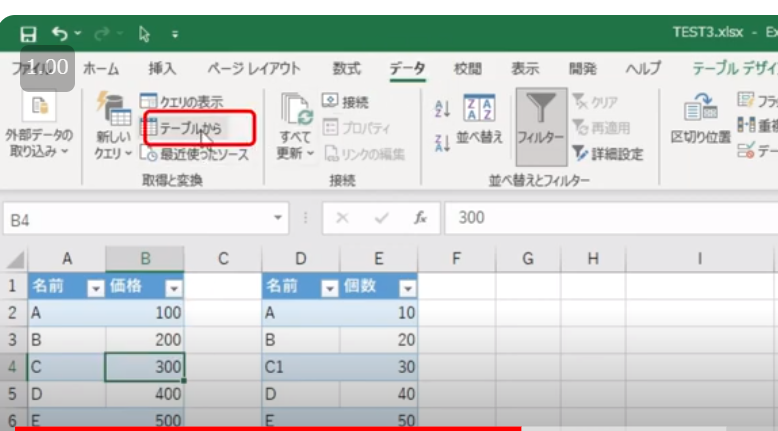 TEST3.xlsx - Ex
1.00
ホーム 挿入 ページ レイアウト 数式 データ 校閲 表示 開発 ヘルプ テーブル デザイ
外部データの
取り込み
新しい
クエリ
クエリの表示
テーブルから
最近使ったソース
取得と変換
すべて
更新
接続
プロパティ
リンクの編集
接続
並べ替え
フィルター
クリア
再適用
詳細設定
並べ替えとフィルター
区切り位置
フラ
重複
デー
B4 fx 300
A B C D E F G H I
1 名前 価格 名前 個数
2 A 100 A 10
3 B 200 B 20
4 C 300 C1 30
5 D 400 D 40
6 E 500 E 50